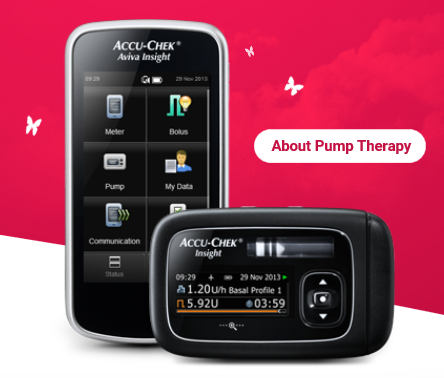 ACCU-CHEK®
Aviva Insight
09:29
29 Nov 2013
Meter
Bolus
Pump
My Data
Communication
Status
About Pump Therapy
ACCU-CHEK®
Insight
09:29
29 Nov 2013
1.20U/h Basal Profile 1
5.92U
03:59